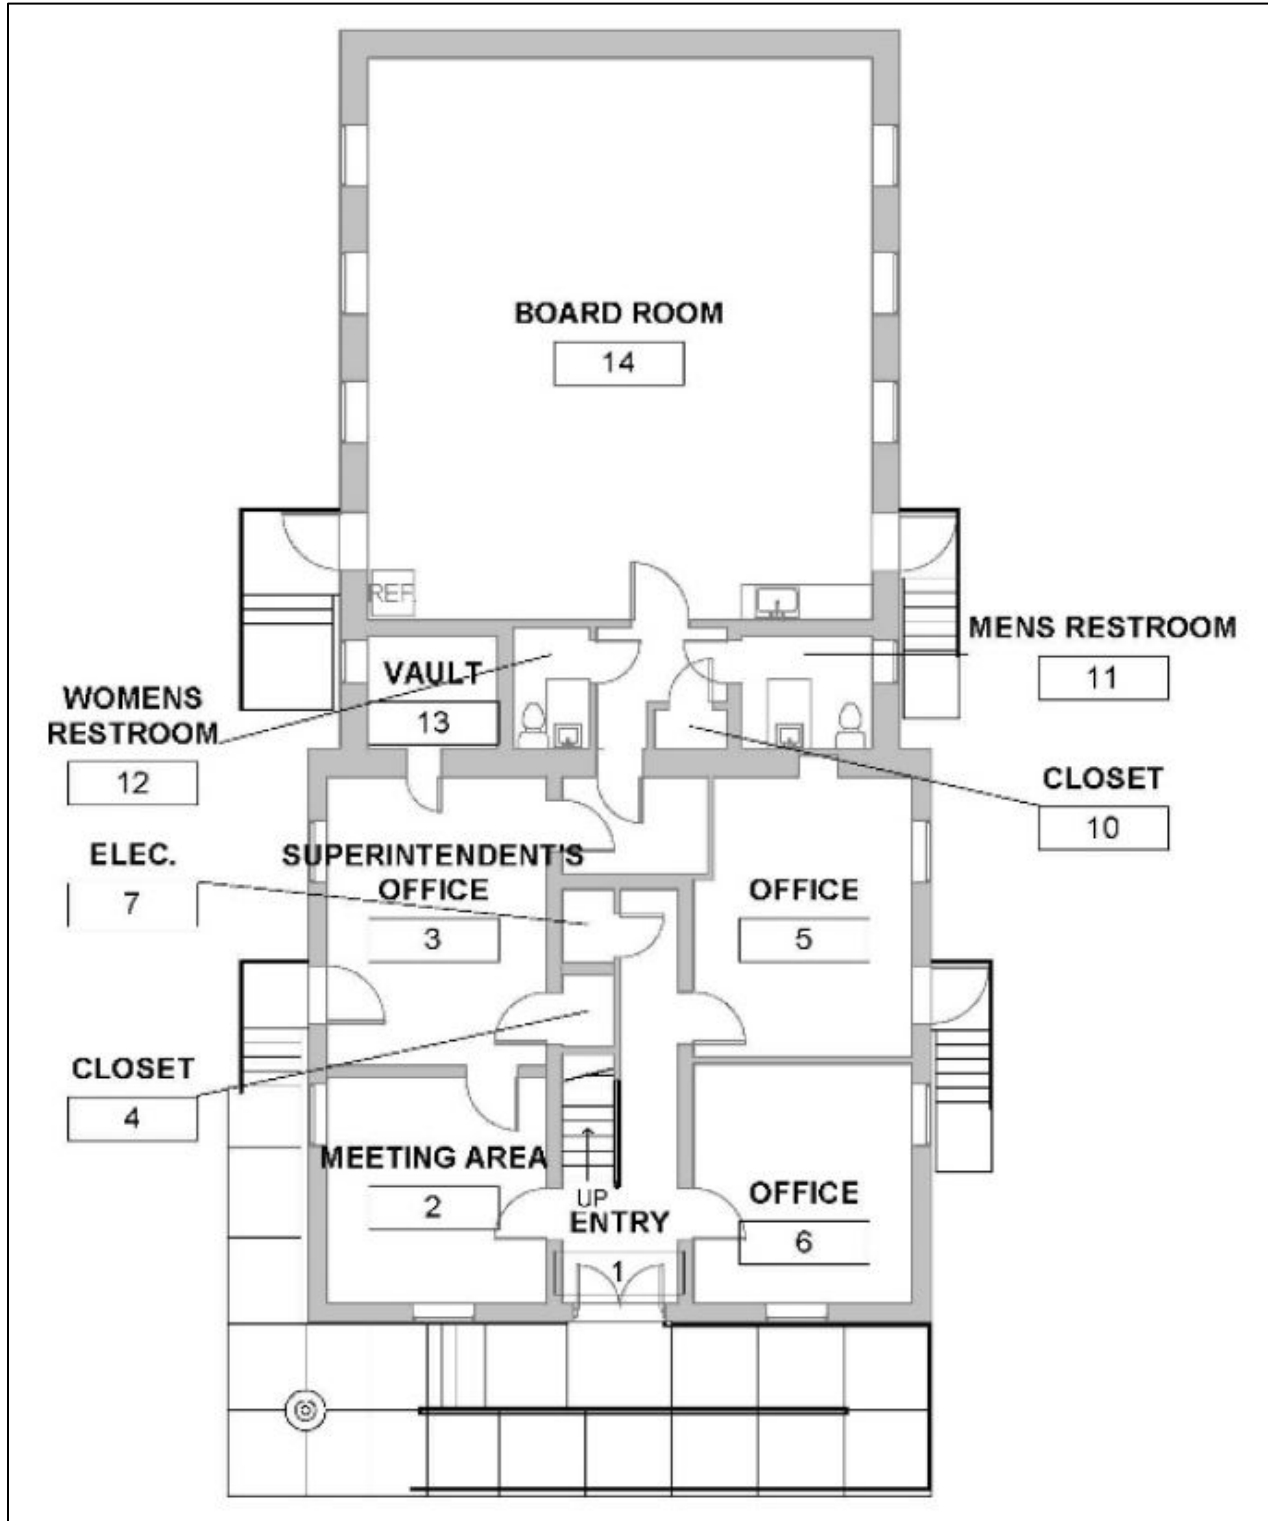 BOARD ROOM
14
REF.
MENS RESTROOM
11
VAULT
13
WOMENS
RESTROOM
12
CLOSET
10
ELEC.
7
SUPERINTENDENT'S
OFFICE
3
OFFICE
5
CLOSET
4
MEETING AREA
2
UP
ENTRY
1
OFFICE
6